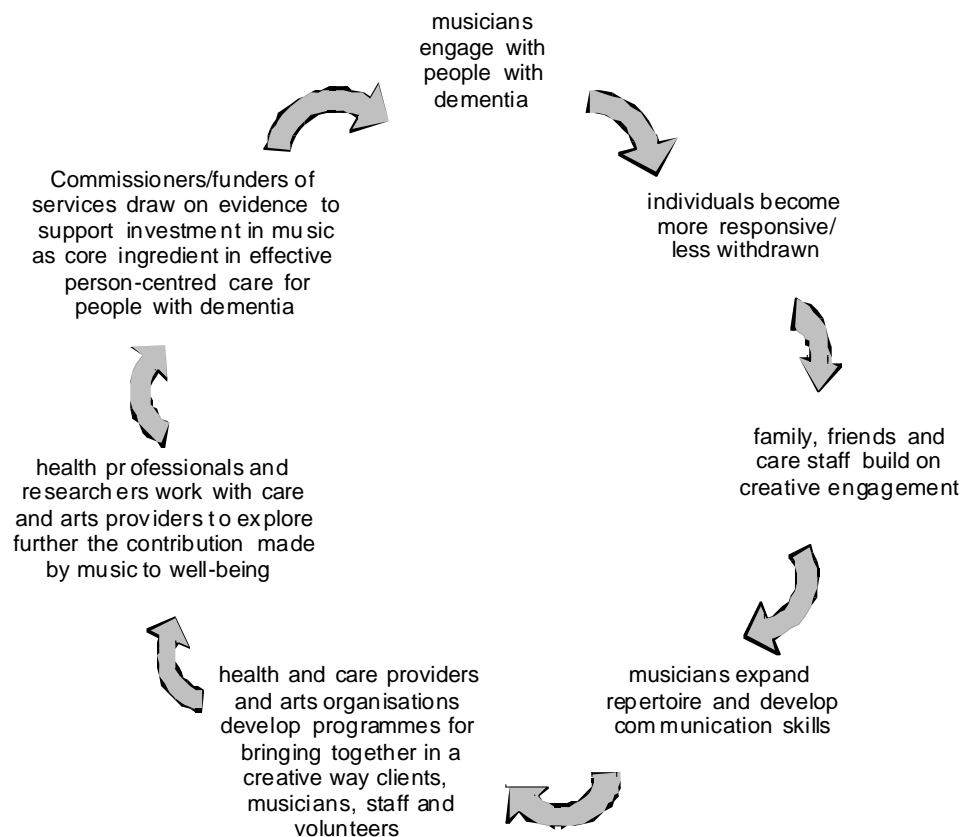 musicians
engage with
people with
dementia
individuals become
more responsive/
less withdrawn
family, friends and
care staff build on
creative engagement
musicians expand
repertoire and develop
communication skills
health and care providers
and arts organisations
develop programmes for
bringing together in a
creative way clients,
musicians, staff and
volunteers
health professionals and
researchers work with care
and arts providers to explore
further the contribution made
by music to well-being
Commissioners/funders of
services draw on evidence to
support investment in music
as core ingredient in effective
person-centred care for
people with dementia